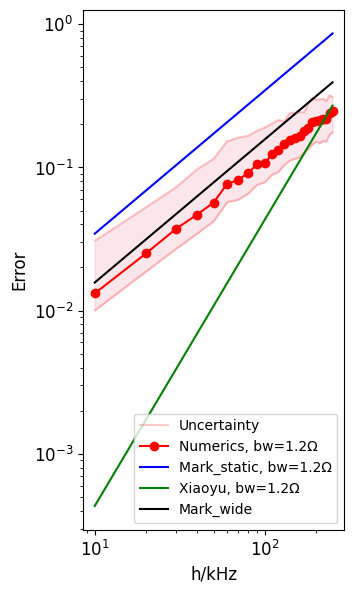 10⁰
10⁻¹
10⁻²
10⁻³
Error
10¹
10²
h/kHz
Uncertainty
Numerics, bw=1.2Ω
Mark_static, bw=1.2Ω
Xiaoyu, bw=1.2Ω
Mark_wide